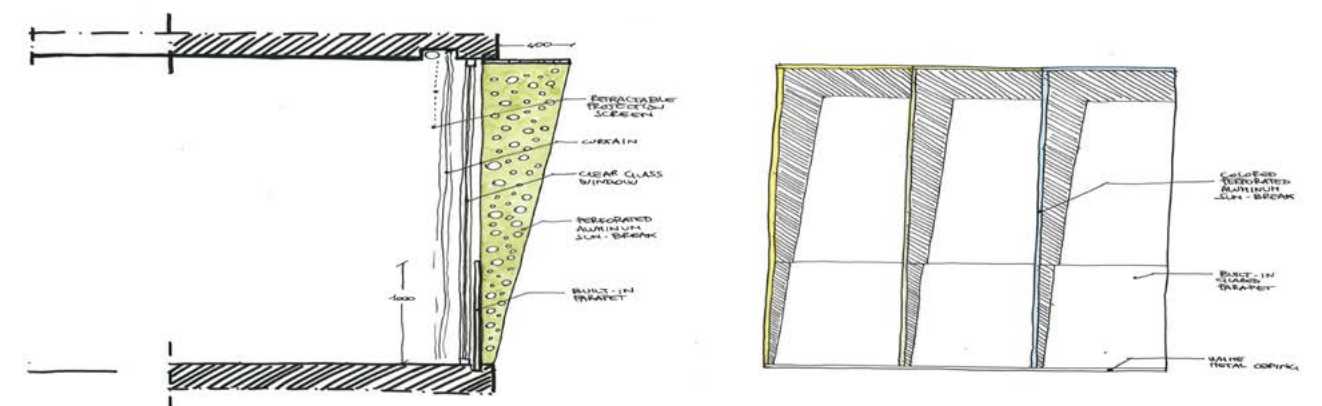 400
RETRACTABLE
PROJECTION
SCREEN
CURTAIN
CLEAR GLASS
WINDOW
PERFORATED
ALUMINUM
SUN-BREAK
BUILT-IN
PARAPET
1000
COLORED
PERFORATED
ALUMINUM
SUN-BREAK
BUILT-IN
GLAZED
PARAPET
WHITE
METAL COPING